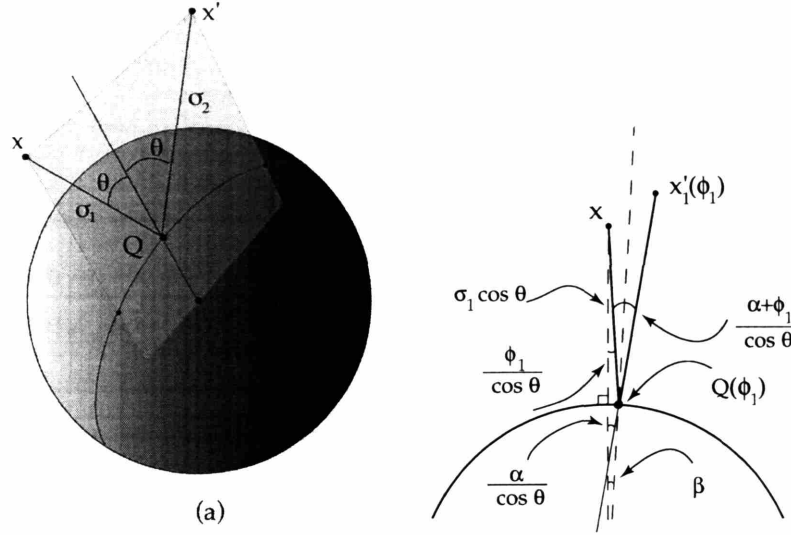 x'
σ₂
x
θ
θ
σ₁
Q
(a)
x
x'₁(ϕ₁)
σ₁ cos θ
α+ϕ₁
cos θ
ϕ₁
cos θ
Q(ϕ₁)
α
cos θ
β